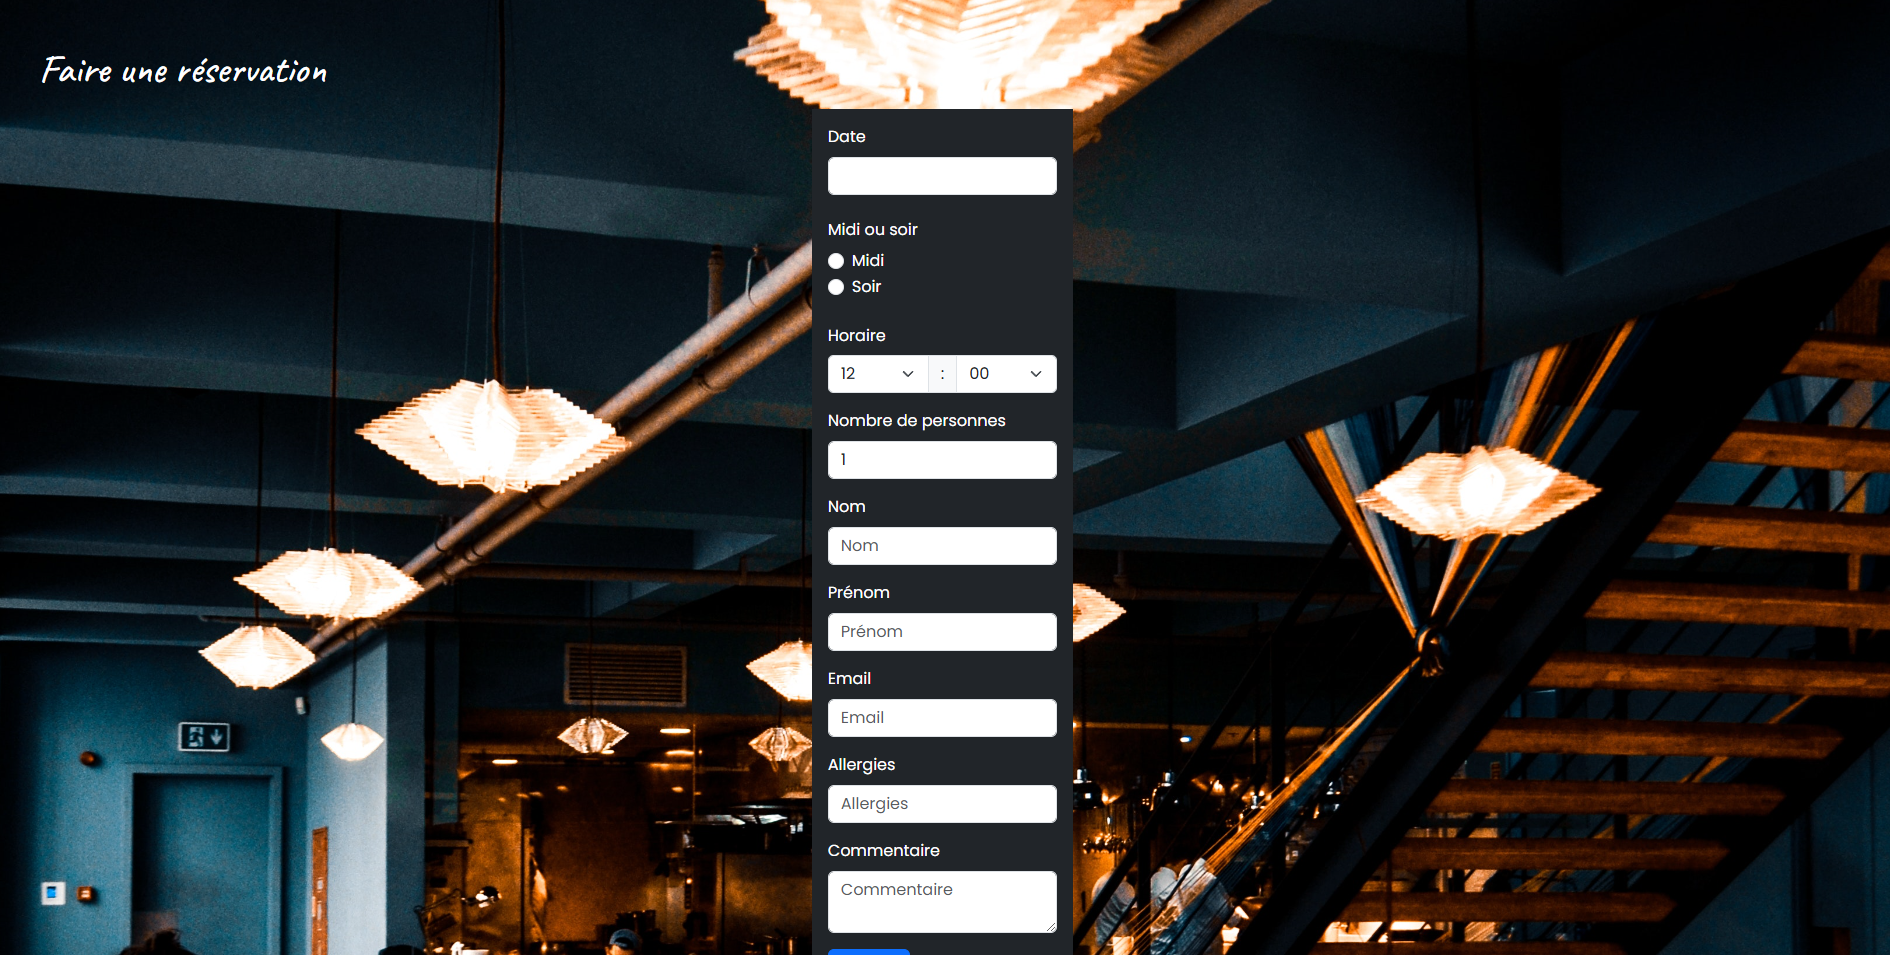 Faire une réservation
Date
Midi ou soir
Midi
Soir
Horaire
12 : 00
Nombre de personnes
1
Nom
Nom
Prénom
Prénom
Email
Email
Allergies
Allergies
Commentaire
Commentaire